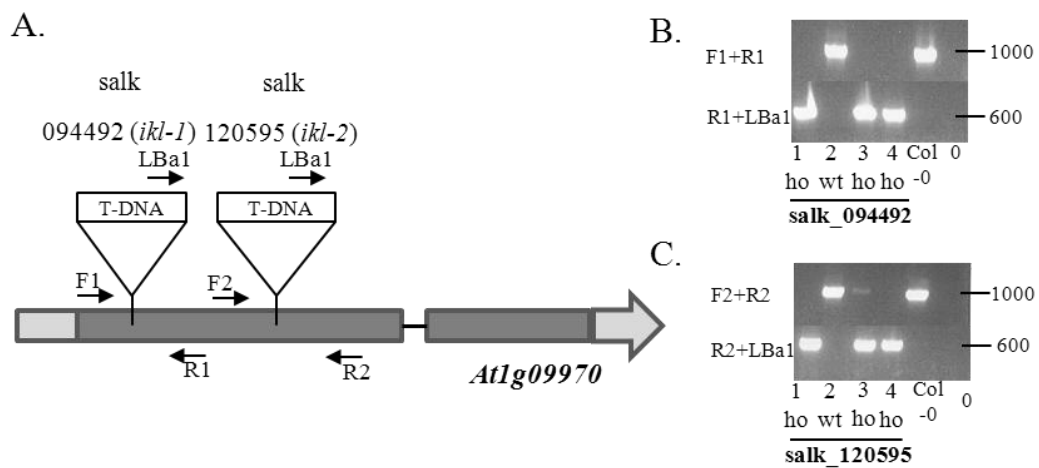 A.
salk salk
094492 (ikl-1) 120595 (ikl-2)
LBa1 LBa1
T-DNA T-DNA
F1 F2
R1 R2
At1g09970
B.
F1+R1 1000
R1+LBa1 600
1 2 3 4 Col 0
ho wt ho ho -0
salk_094492
C.
F2+R2 1000
R2+LBa1 600
1 2 3 4 Col 0
ho wt ho ho -0
salk_120595